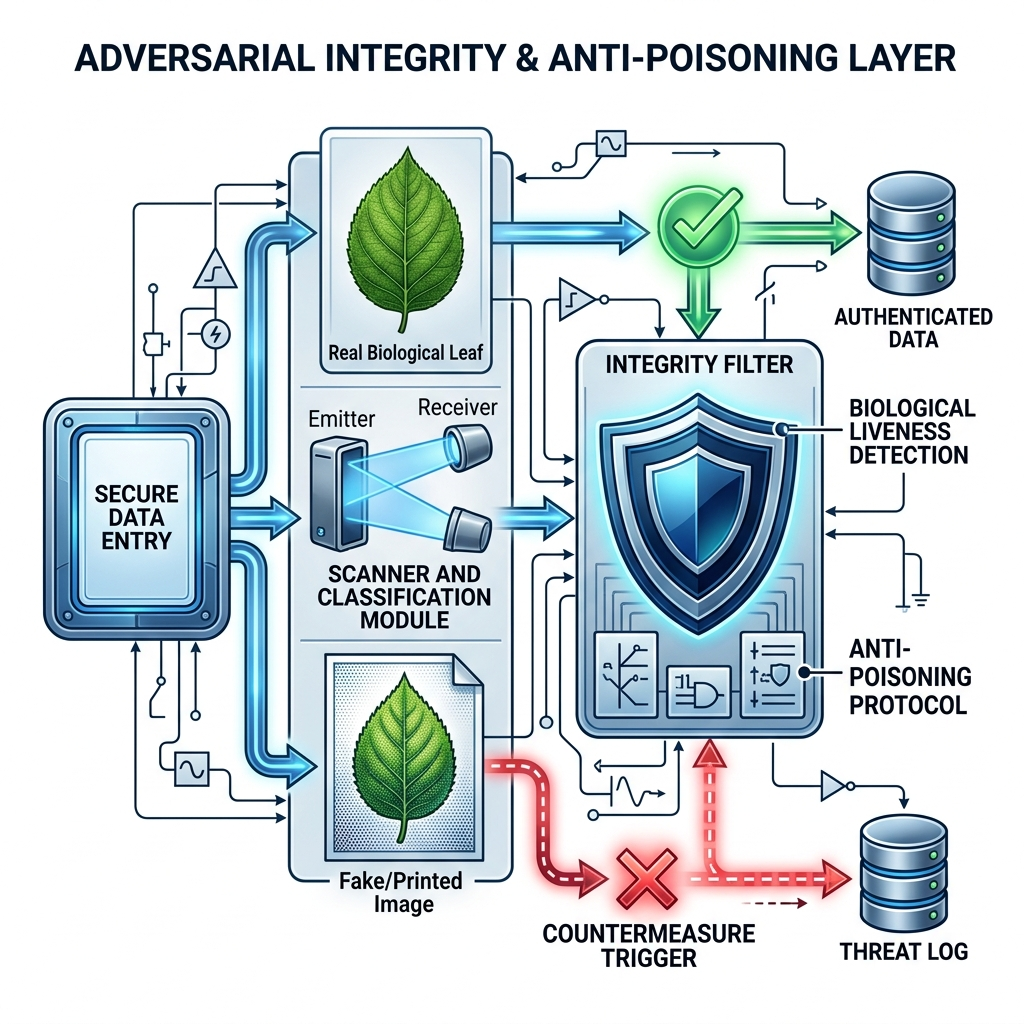 ADVERSARIAL INTEGRITY & ANTI-POISONING LAYER
Real Biological Leaf
Emitter
Receiver
SCANNER AND
CLASSIFICATION
MODULE
SECURE
DATA
ENTRY
Fake/Printed
Image
INTEGRITY FILTER
AUTHENTICATED
DATA
BIOLOGICAL
LIVENESS
DETECTION
ANTI-
POISONING
PROTOCOL
COUNTERMEASURE
TRIGGER
THREAT LOG